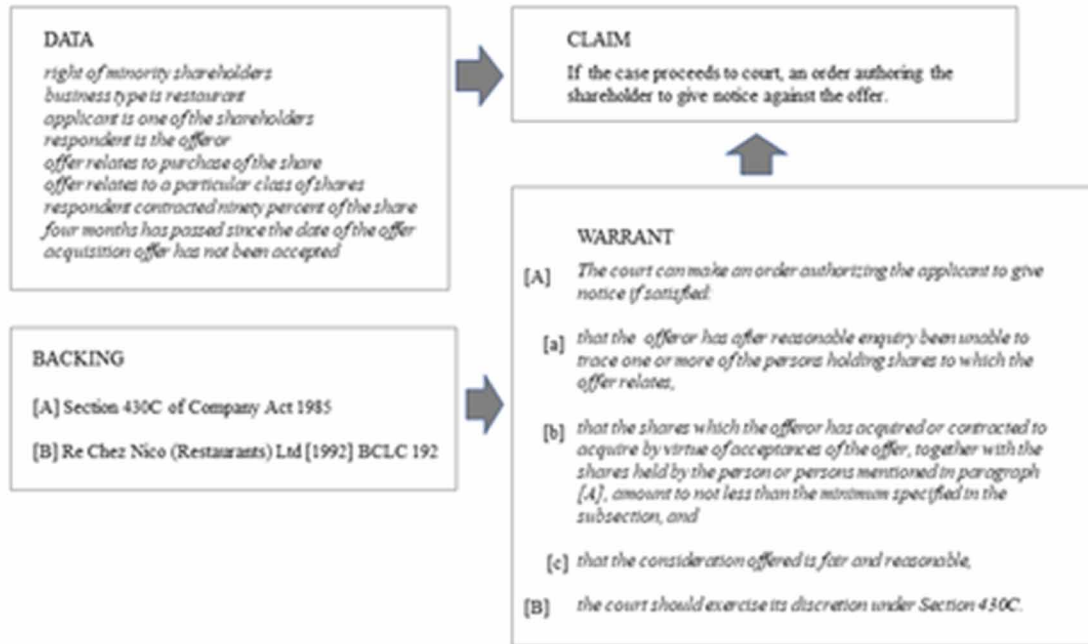 DATA
right of minority shareholders
business type is restaurant
applicant is one of the shareholders
respondent is the offeror
offer relates to purchase of the share
offer relates to a particular class of shares
respondent contracted ninety percent of the share
four months has passed since the date of the offer
acquisition offer has not been accepted
CLAIM
If the case proceeds to court, an order authoring the
shareholder to give notice against the offer.
BACKING
[A] Section 430C of Company Act 1985
[B] Re Chez Nico (Restaurants) Ltd [1992] BCLC 192
WARRANT
[A] The court can make an order authorizing the applicant to give
notice if satisfied:
[a] that the offeror has after reasonable enquiry been unable to
trace one or more of the persons holding shares to which the
offer relates,
[b] that the shares which the offeror has acquired or contracted to
acquire by virtue of acceptances of the offer, together with the
shares held by the person or persons mentioned in paragraph
[A], amount to not less than the minimum specified in the
subsection, and
[c] that the consideration offered is fair and reasonable,
[B] the court should exercise its discretion under Section 430C.